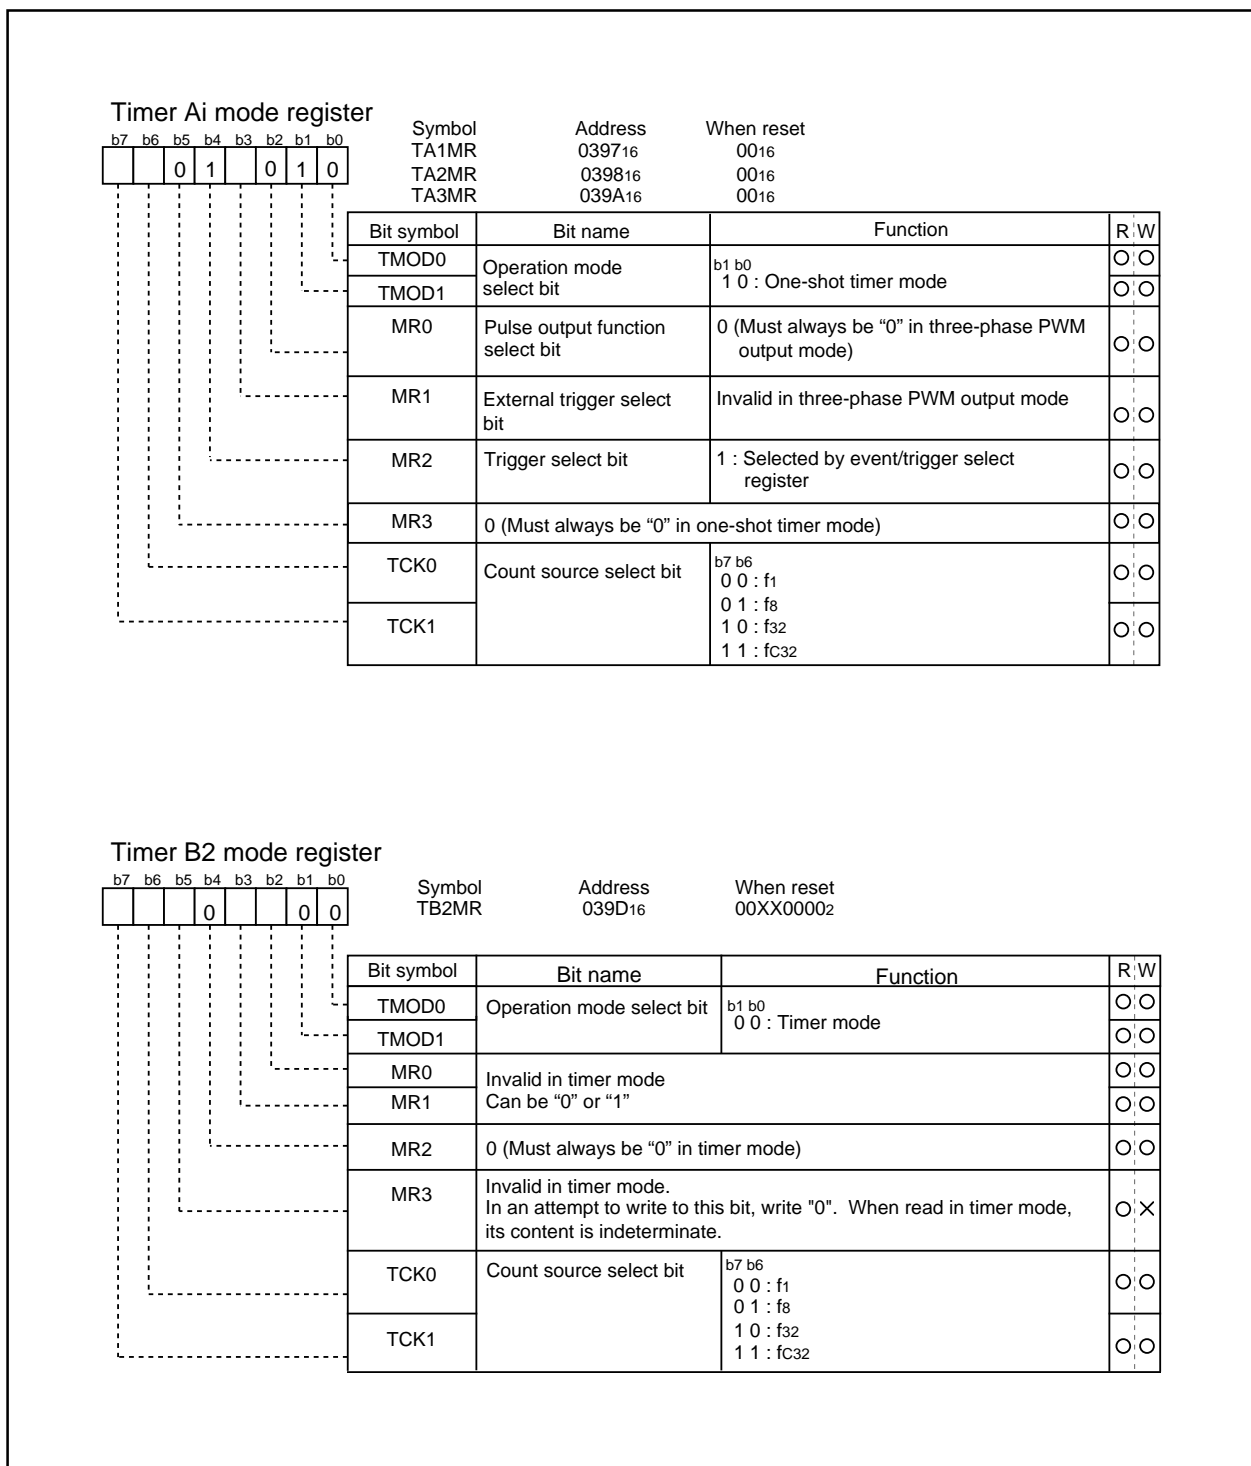 Timer Ai mode register
b7 b6 b5 b4 b3 b2 b1 b0
0 1 0 1 0
Symbol Address When reset
TA1MR 039716 0016
TA2MR 039816 0016
TA3MR 039A16 0016
Bit symbol Bit name Function R W
TMOD0 Operation mode select bit b1 b0
TMOD1 1 0 : One-shot timer mode
MR0 Pulse output function 0 (Must always be “0” in three-phase PWM
select bit output mode)
MR1 External trigger select Invalid in three-phase PWM output mode
bit
MR2 Trigger select bit 1 : Selected by event/trigger select
register
MR3 0 (Must always be “0” in one-shot timer mode)
TCK0 Count source select bit b7 b6
0 0 : f1
0 1 : f8
TCK1 1 0 : f32
1 1 : fC32
Timer B2 mode register
b7 b6 b5 b4 b3 b2 b1 b0
0 0 0
Symbol Address When reset
TB2MR 039D16 00XX00002
Bit symbol Bit name Function R W
TMOD0 Operation mode select bit b1 b0
0 0 : Timer mode
TMOD1
MR0 Invalid in timer mode
MR1 Can be “0” or “1”
MR2 0 (Must always be “0” in timer mode)
MR3 Invalid in timer mode.
In an attempt to write to this bit, write "0". When read in timer mode,
its content is indeterminate.
TCK0 Count source select bit b7 b6
0 0 : f1
0 1 : f8
TCK1 1 0 : f32
1 1 : fC32